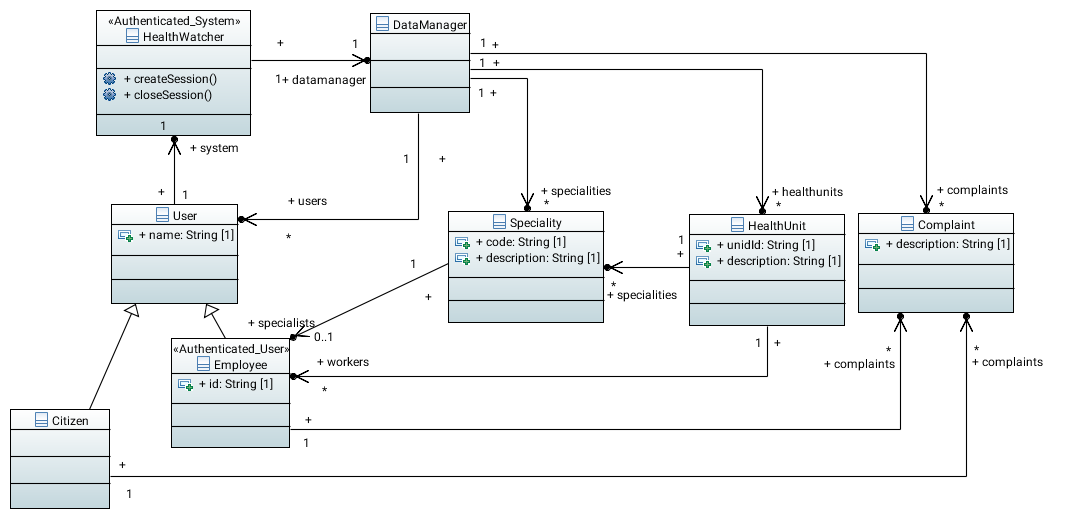 «Authenticated_System»
HealthWatcher
+ createSession()
+ closeSession()
1
+
1
1+ datamanager
DataManager
1 +
1 +
1 +
+ system
+
1
1
+
+ users
*
User
+ name: String [1]
+ specialities
*
+ healthunits
*
+ complaints
*
Speciality
+ code: String [1]
+ description: String [1]
HealthUnit
+ unidId: String [1]
+ description: String [1]
Complaint
+ description: String [1]
1
+
*
+ specialities
1
+
+ specialists
0..1
«Authenticated_User»
Employee
+ id: String [1]
+ workers
*
1 +
*
+ complaints
*
+ complaints
+
1
Citizen
+
1